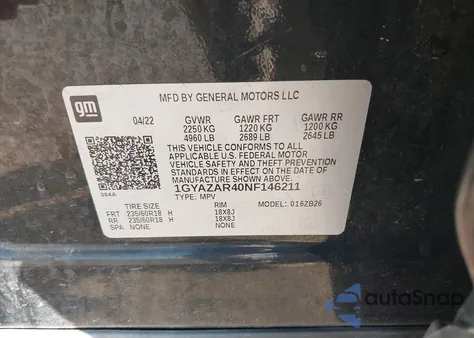 gm
MFD BY GENERAL MOTORS LLC
04/22 GVWR GAWR FRT GAWR RR
2250 KG 1220 KG 1200 KG
4960 LB 2689 LB 2645 LB
THIS VEHICLE CONFORMS TO ALL
APPLICABLE U.S. FEDERAL MOTOR
VEHICLE SAFETY AND THEFT PREVENTION
STANDARDS IN EFFECT ON THE DATE OF
MANUFACTURE SHOWN ABOVE.
1GYAZAR40NF146211
TYPE: MPV
TIRE SIZE RIM MODEL: 016ZB26
FRT 235/60R18 H 18X8J
RR 235/60R18 H 18X8J
SPA NONE NONE
autoSnap